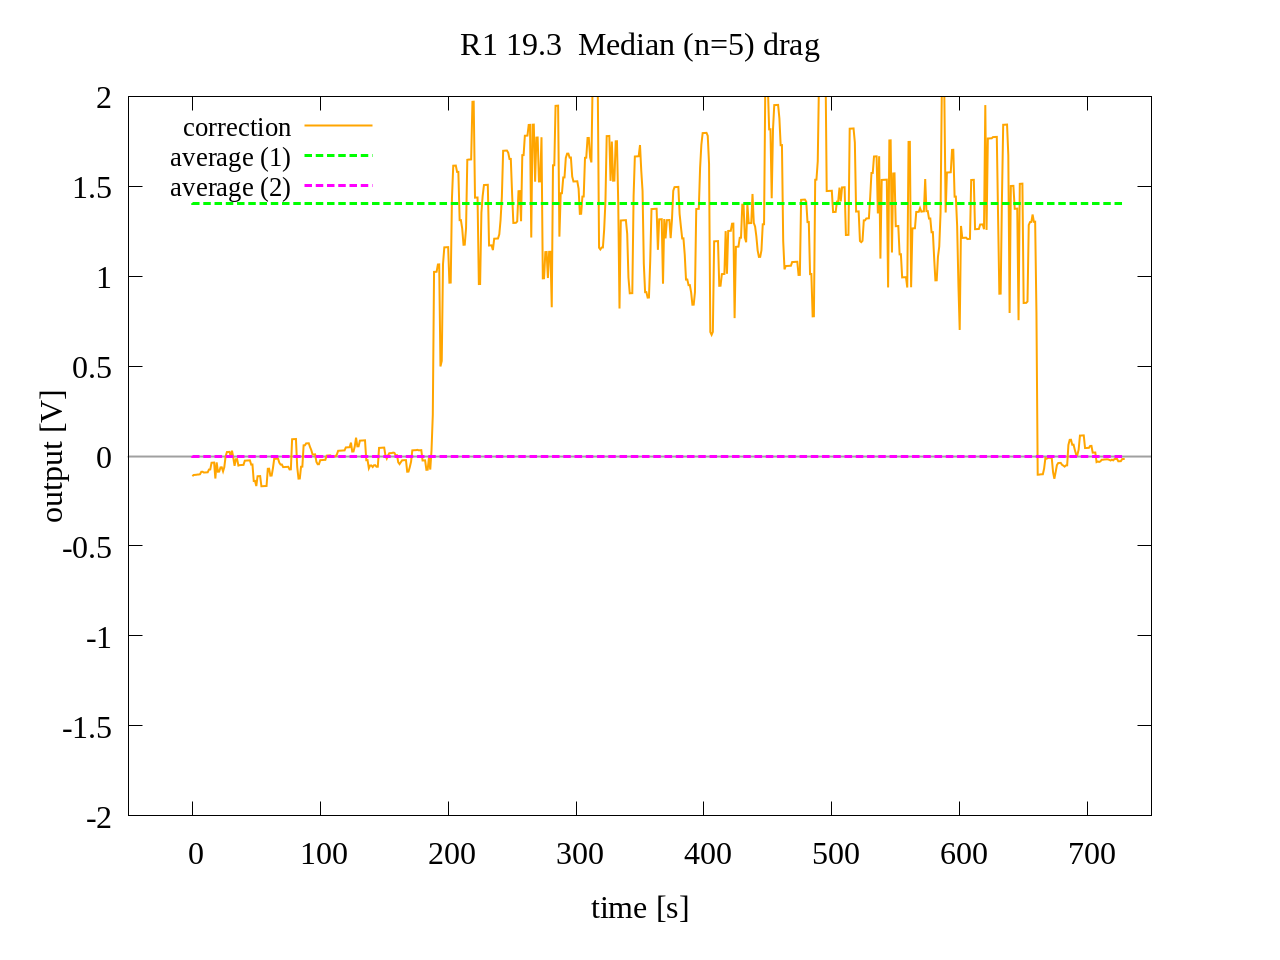 R1 19.3  Median (n=5) drag
correction
average (1)
average (2)
2
1.5
1
0.5
0
-0.5
-1
-1.5
-2
output [V]
0 100 200 300 400 500 600 700
time [s]